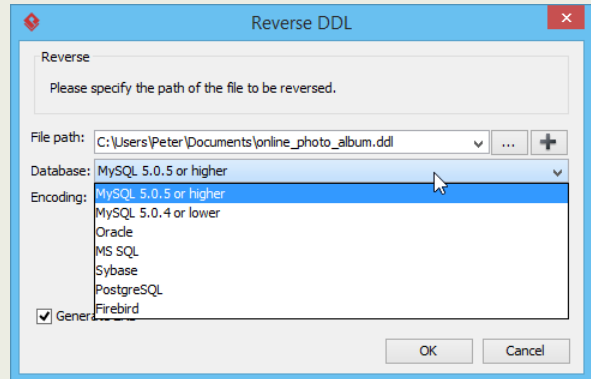 Reverse DDL
Reverse
Please specify the path of the file to be reversed.
File path: C:\Users\Peter\Documents\online_photo_album.ddl ...
Database: MySQL 5.0.5 or higher
Encoding: MySQL 5.0.5 or higher
MySQL 5.0.4 or lower
Oracle
MS SQL
Sybase
PostgreSQL
Firebird
OK Cancel